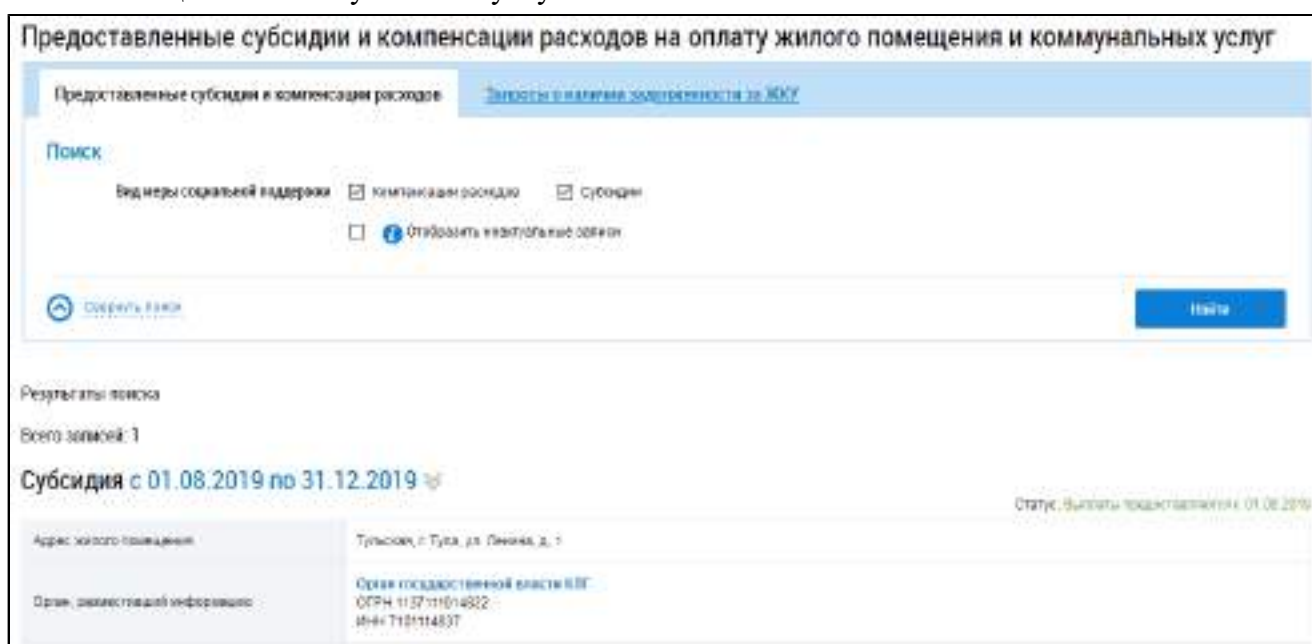 Предоставленные субсидии и компенсации расходов на оплату жилого помещения и коммунальных услуг
Предоставленные субсидии и компенсации расходов Запросы о наличии задолженности за ЖКУ
Поиск
Вид меры социальной поддержки Компенсации расходов Субсидии
Отобразить неактуальные записи
Свернуть поиск Найти
Результаты поиска
Всего записей: 1
Субсидия с 01.08.2019 по 31.12.2019
Статус: Выплаты предоставляются с 01.08.2019
Адрес жилого помещения Тульская, г. Тула, ул. Ленина, д. 1
Орган, разместивший информацию Орган государственной власти
ОГРН 1137111014822
ИНН 7101114837